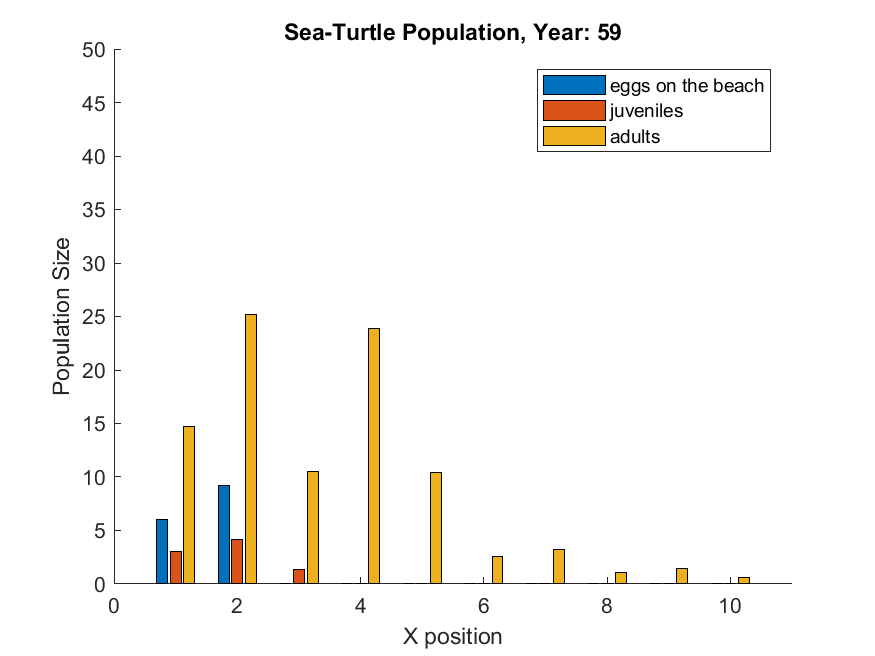 Sea-Turtle Population, Year: 59
50
45
40
35
30
25
20
15
10
5
0
Population Size
eggs on the beach
juveniles
adults
0 2 4 6 8 10
X position